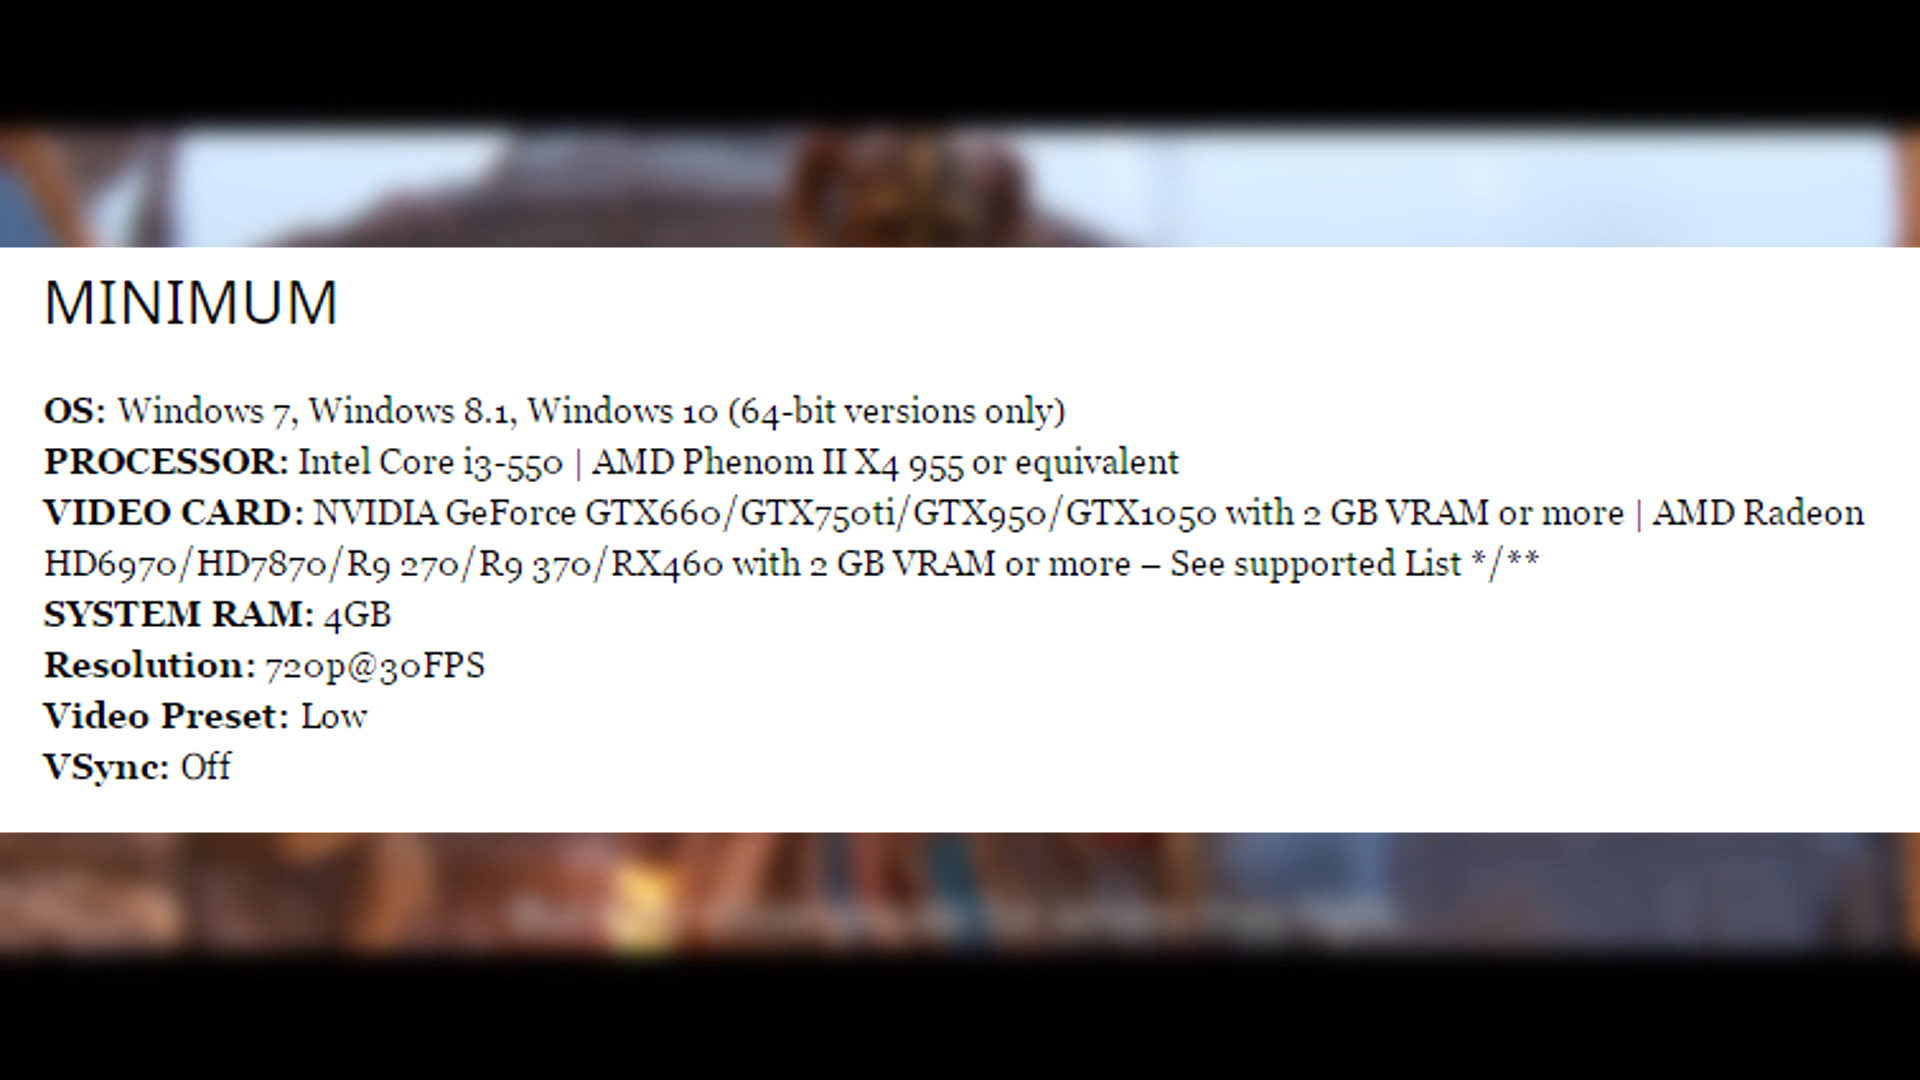 MINIMUM
OS: Windows 7, Windows 8.1, Windows 10 (64-bit versions only)
PROCESSOR: Intel Core i3-550 | AMD Phenom II X4 955 or equivalent
VIDEO CARD: NVIDIA GeForce GTX660/GTX750ti/GTX950/GTX1050 with 2 GB VRAM or more | AMD Radeon
HD6970/HD7870/R9 270/R9 370/RX460 with 2 GB VRAM or more – See supported List */**
SYSTEM RAM: 4GB
Resolution: 720p@30FPS
Video Preset: Low
VSync: Off